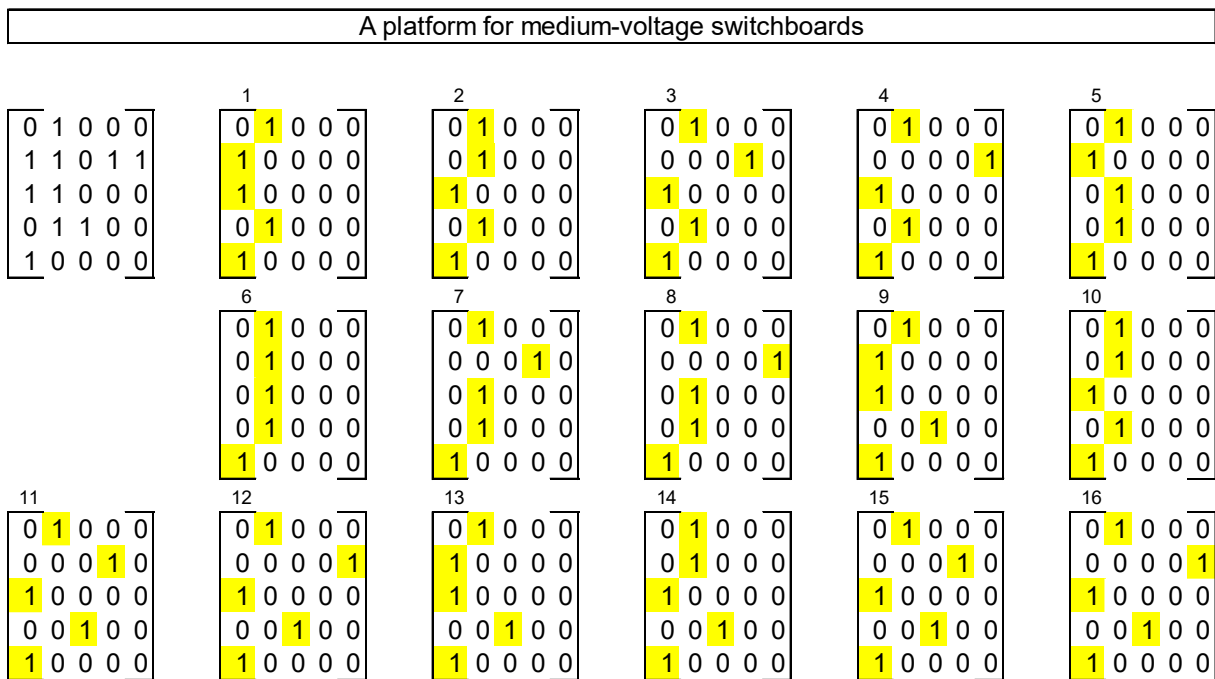 A platform for medium-voltage switchboards
1 2 3 4 5
0 1 0 0 0 0 1 0 0 0 0 1 0 0 0 0 1 0 0 0 0 1 0 0 0 0 1 0 0 0
1 1 0 1 1 1 0 0 0 0 0 1 0 0 0 0 0 0 1 0 0 0 0 0 1 1 0 0 0 0
1 1 0 0 0 1 0 0 0 0 1 0 0 0 0 1 0 0 0 0 1 0 0 0 0 0 1 0 0 0
0 1 1 0 0 0 1 0 0 0 0 1 0 0 0 0 1 0 0 0 0 1 0 0 0 0 1 0 0 0
1 0 0 0 0 1 0 0 0 0 1 0 0 0 0 1 0 0 0 0 1 0 0 0 0 1 0 0 0 0
6 7 8 9 10
0 1 0 0 0 0 1 0 0 0 0 1 0 0 0 0 1 0 0 0 0 1 0 0 0
0 1 0 0 0 0 0 0 1 0 0 0 0 0 1 1 0 0 0 0 0 1 0 0 0
0 1 0 0 0 0 1 0 0 0 0 1 0 0 0 1 0 0 0 0 1 0 0 0 0
0 1 0 0 0 0 1 0 0 0 0 1 0 0 0 0 0 1 0 0 0 1 0 0 0
1 0 0 0 0 1 0 0 0 0 1 0 0 0 0 1 0 0 0 0 1 0 0 0 0
11 12 13 14 15 16
0 1 0 0 0 0 1 0 0 0 0 1 0 0 0 0 1 0 0 0 0 1 0 0 0 0 1 0 0 0
0 0 0 1 0 0 0 0 0 1 1 0 0 0 0 0 1 0 0 0 0 0 0 1 0 0 0 0 0 1
1 0 0 0 0 1 0 0 0 0 1 0 0 0 0 1 0 0 0 0 1 0 0 0 0 1 0 0 0 0
0 0 1 0 0 0 0 1 0 0 0 0 1 0 0 0 0 1 0 0 0 0 1 0 0 0 0 1 0 0
1 0 0 0 0 1 0 0 0 0 1 0 0 0 0 1 0 0 0 0 1 0 0 0 0 1 0 0 0 0